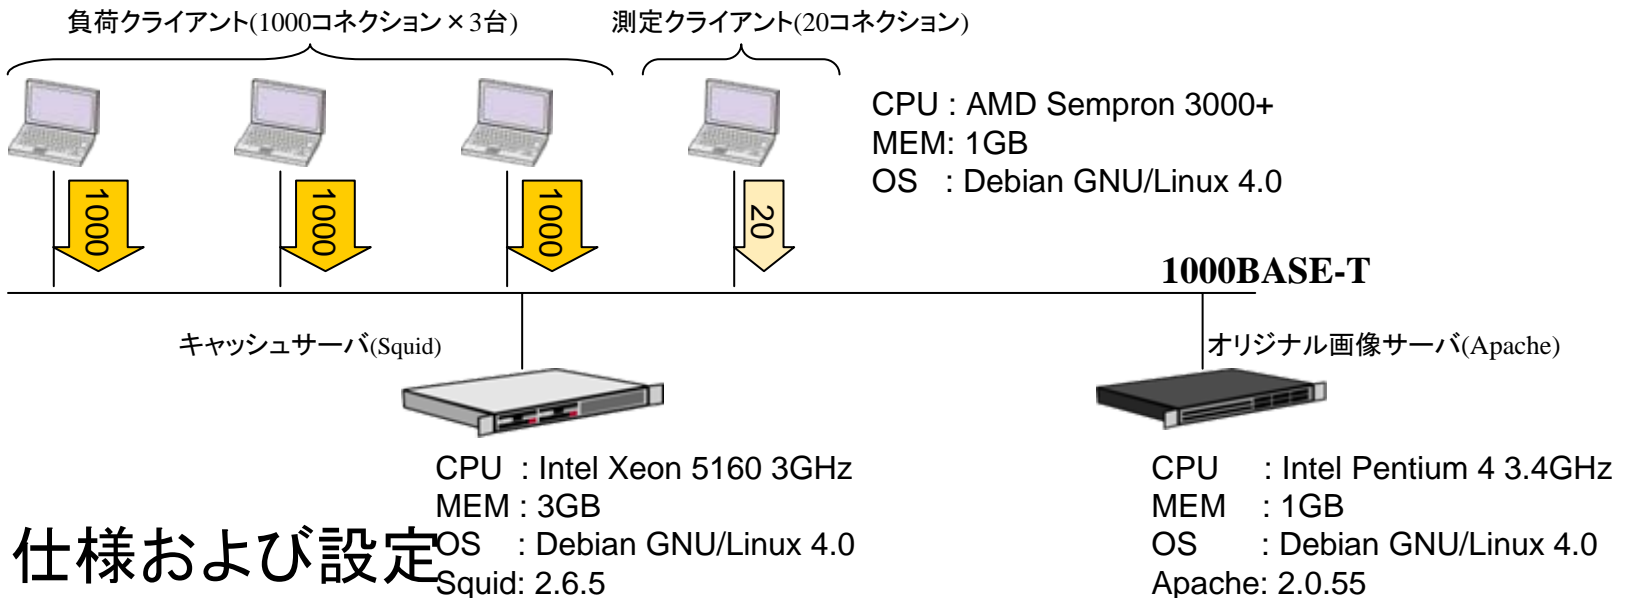 負荷クライアント(1000コネクション×3台)
測定クライアント(20コネクション)
CPU : AMD Sempron 3000+
MEM: 1GB
OS : Debian GNU/Linux 4.0
1000
1000
1000
20
1000BASE-T
キャッシュサーバ(Squid)
オリジナル画像サーバ(Apache)
CPU : Intel Xeon 5160 3GHz
MEM : 3GB
OS : Debian GNU/Linux 4.0
Squid: 2.6.5
CPU : Intel Pentium 4 3.4GHz
MEM : 1GB
OS : Debian GNU/Linux 4.0
Apache: 2.0.55
仕様および設定